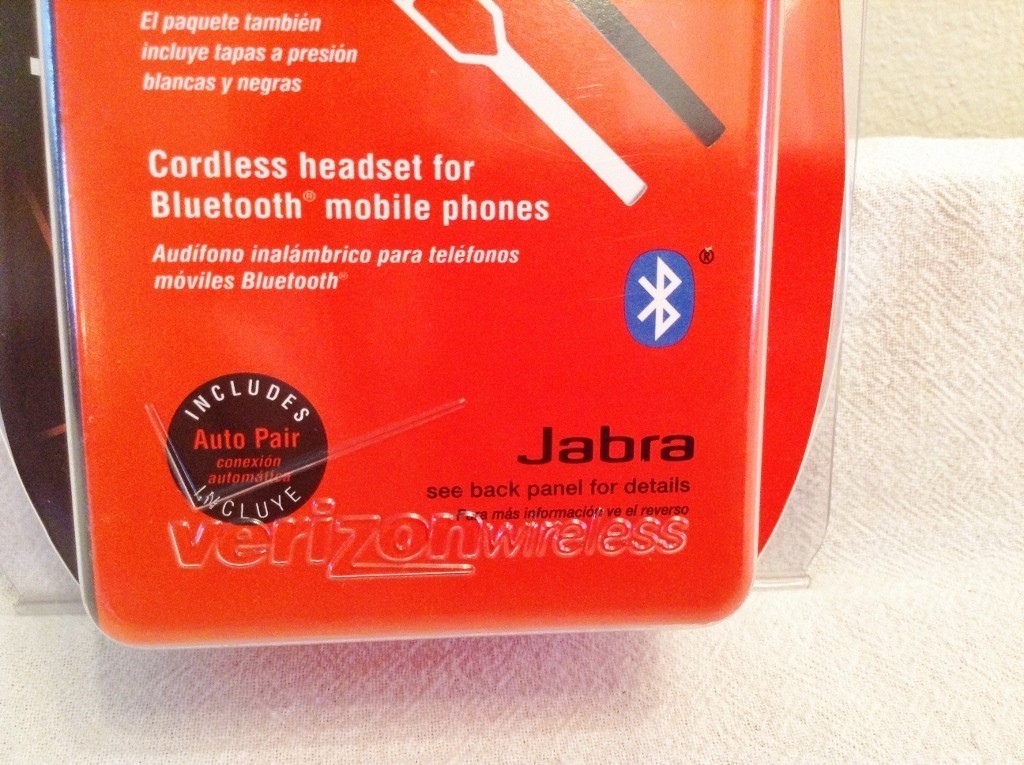 El paquete también
incluye tapas a presión
blancas y negras
Cordless headset for
Bluetooth® mobile phones
Audífono inalámbrico para teléfonos
móviles Bluetooth®
®
INCLUDES
Auto Pair
conexión
automática
INCLUYE
Jabra
see back panel for details
Para más información ve el reverso
verizonwireless